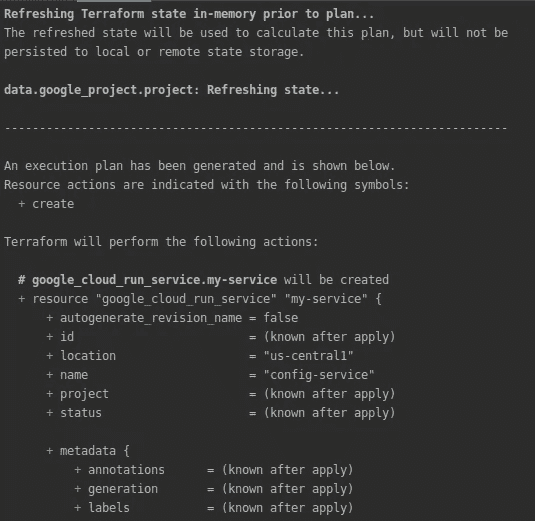 Refreshing Terraform state in-memory prior to plan...
The refreshed state will be used to calculate this plan, but will not be
persisted to local or remote state storage.

data.google_project.project: Refreshing state...

------------------------------------------------------------------------

An execution plan has been generated and is shown below.
Resource actions are indicated with the following symbols:
  + create

Terraform will perform the following actions:

  # google_cloud_run_service.my-service will be created
  + resource "google_cloud_run_service" "my-service" {
      + autogenerate_revision_name = false
      + id                         = (known after apply)
      + location                   = "us-central1"
      + name                       = "config-service"
      + project                    = (known after apply)
      + status                     = (known after apply)

      + metadata {
          + annotations      = (known after apply)
          + generation       = (known after apply)
          + labels           = (known after apply)